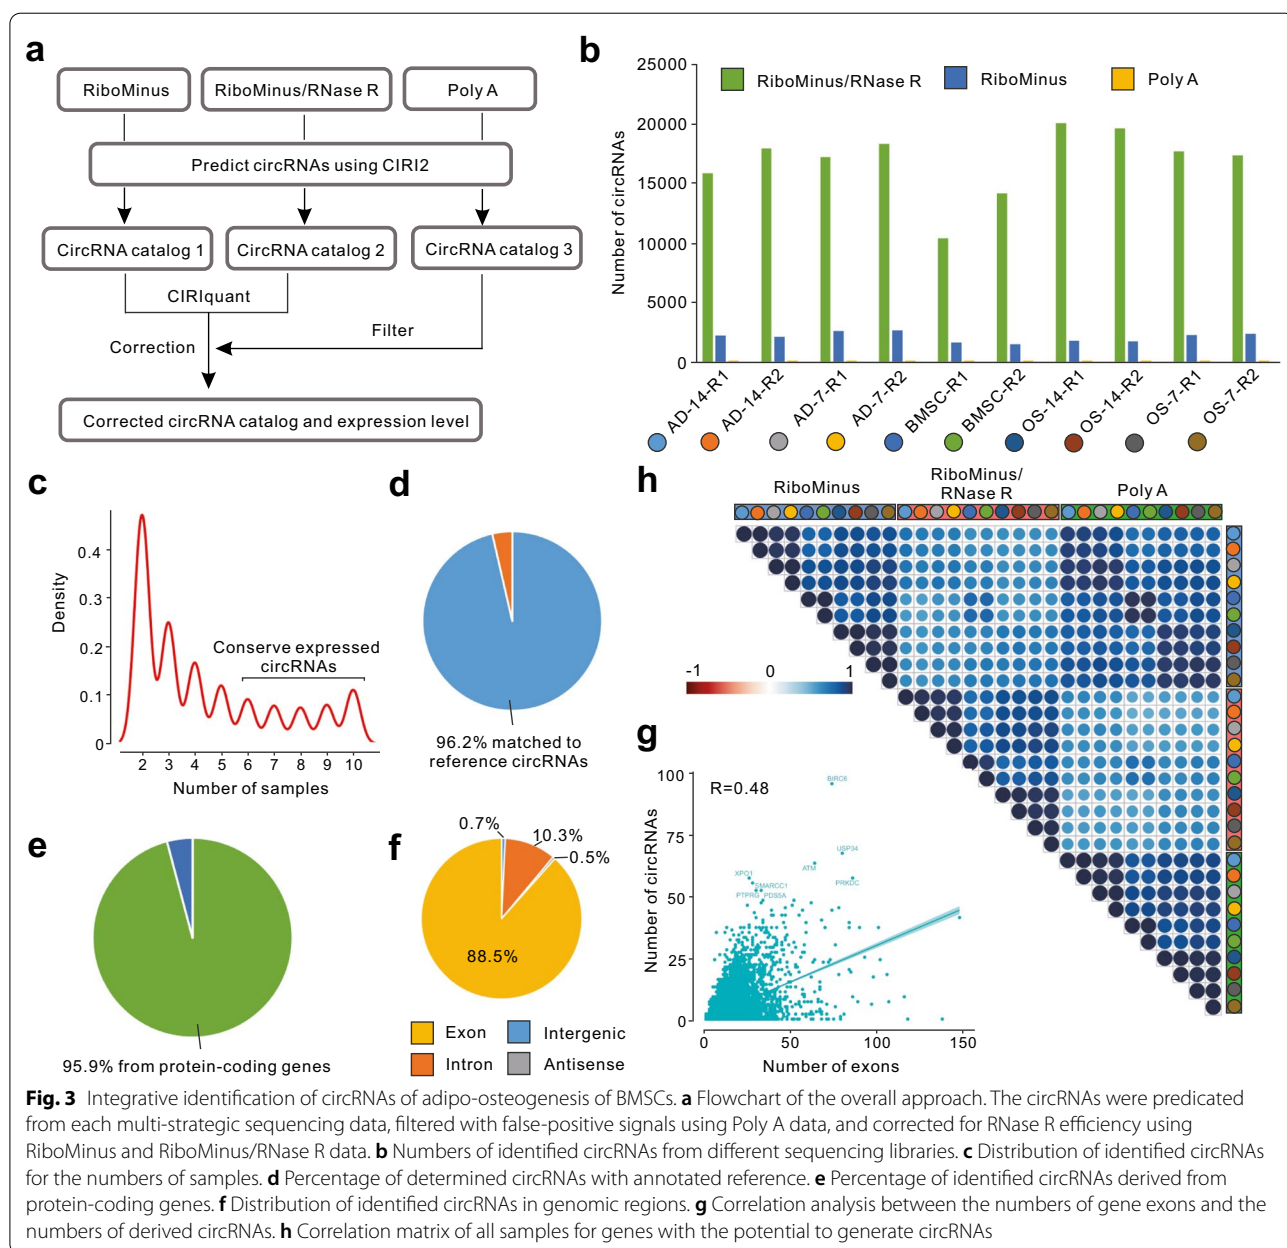 a
RiboMinus
RiboMinus/RNase R
Poly A
Predict circRNAs using CIRI2
CircRNA catalog 1
CircRNA catalog 2
CircRNA catalog 3
CIRIquant
Correction
Filter
Corrected circRNA catalog and expression level
b
Number of circRNAs
25000
20000
15000
10000
5000
0
RiboMinus/RNase R
RiboMinus
Poly A
AD-14-R1
AD-14-R2
AD-7-R1
AD-7-R2
BMSC-R1
BMSC-R2
OS-14-R1
OS-14-R2
OS-7-R1
OS-7-R2
c
Density
0.4
0.3
0.2
0.1
0
Conserve expressed
circRNAs
2 3 4 5 6 7 8 9 10
Number of samples
d
96.2% matched to
reference circRNAs
e
95.9% from protein-coding genes
f
0.7%
10.3%
0.5%
88.5%
Exon
Intergenic
Intron
Antisense
g
Number of circRNAs
100
75
50
25
0
R=0.48
BIRC6
USP34
ATM
PRKDC
XPO1
SMARCC1
PTPRG
PDS5A
0 50 100 150
Number of exons
h
RiboMinus
RiboMinus/
RNase R
Poly A
-1 0 1
Fig. 3 Integrative identification of circRNAs of adipo-osteogenesis of BMSCs. a Flowchart of the overall approach. The circRNAs were predicated
from each multi-strategic sequencing data, filtered with false-positive signals using Poly A data, and corrected for RNase R efficiency using
RiboMinus and RiboMinus/RNase R data. b Numbers of identified circRNAs from different sequencing libraries. c Distribution of identified circRNAs
for the numbers of samples. d Percentage of determined circRNAs with annotated reference. e Percentage of identified circRNAs derived from
protein-coding genes. f Distribution of identified circRNAs in genomic regions. g Correlation analysis between the numbers of gene exons and the
numbers of derived circRNAs. h Correlation matrix of all samples for genes with the potential to generate circRNAs